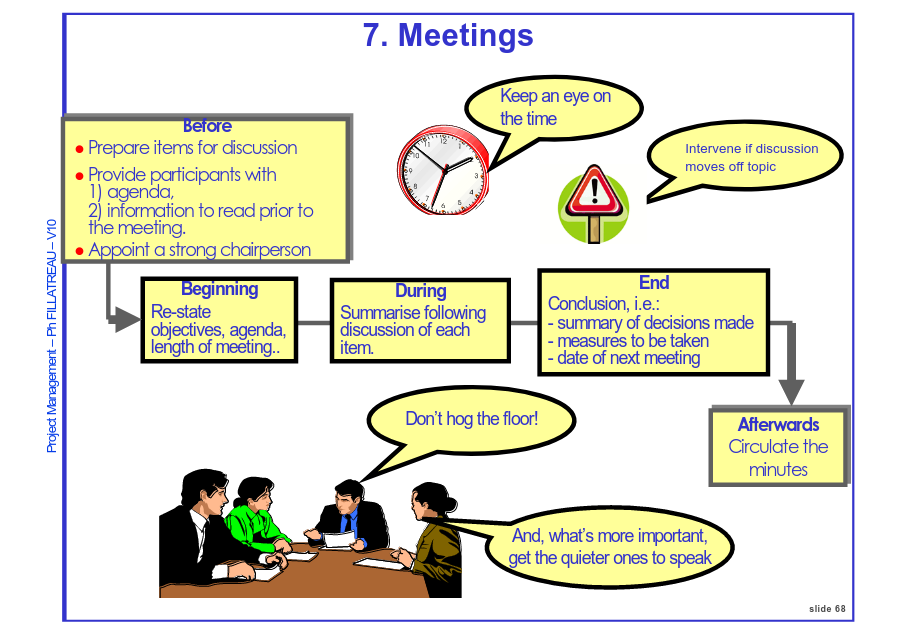 7. Meetings
Keep an eye on
the time
Intervene if discussion
moves off topic
Before
• Prepare items for discussion
• Provide participants with
1) agenda,
2) information to read prior to
the meeting.
• Appoint a strong chairperson
Beginning
Re-state
objectives, agenda,
length of meeting..
During
Summarise following
discussion of each
item.
End
Conclusion, i.e.:
- summary of decisions made
- measures to be taken
- date of next meeting
Afterwards
Circulate the
minutes
Don't hog the floor!
And, what's more important,
get the quieter ones to speak
Project Management – Ph FILLATREAU – V10
slide 68